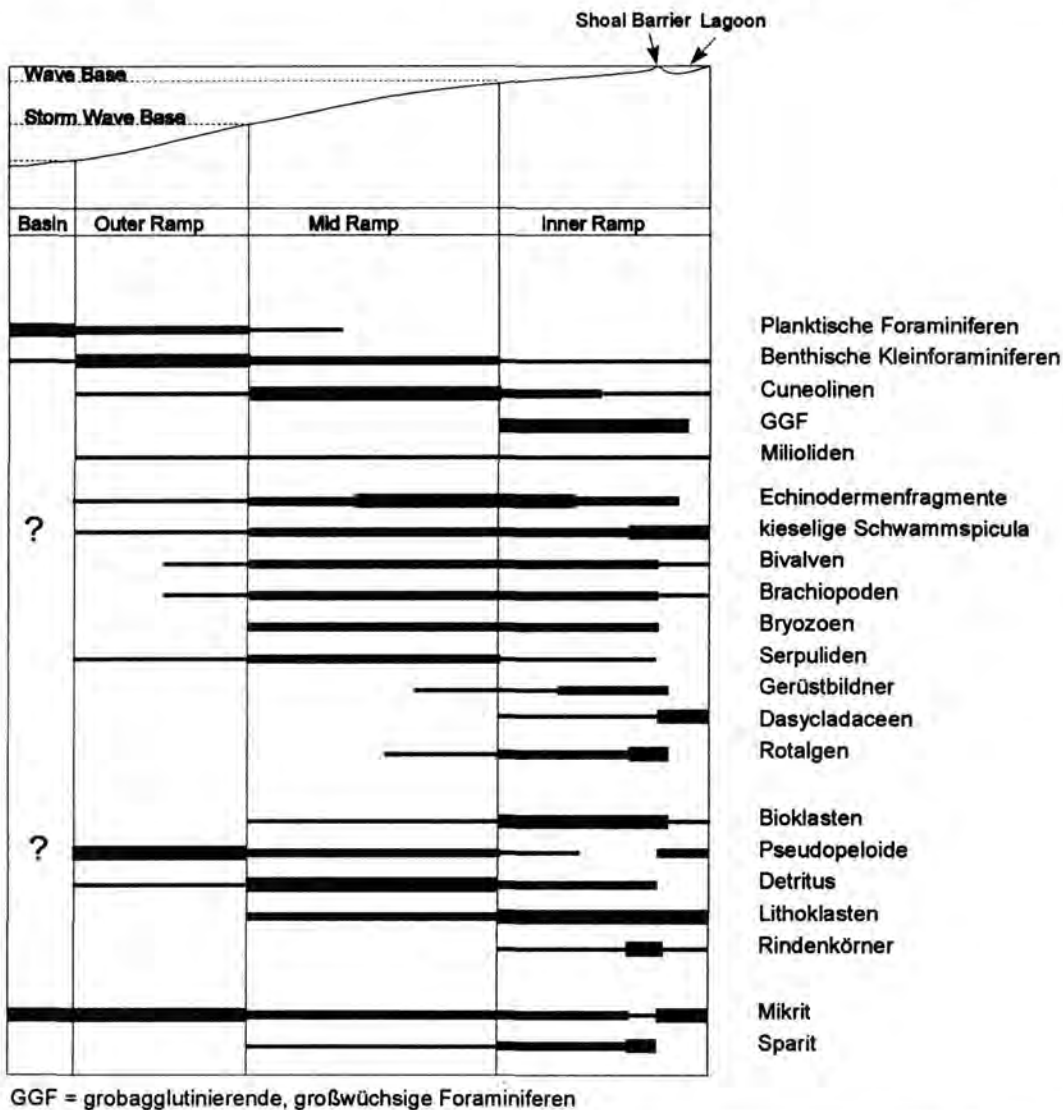 Shoal Barrier Lagoon
Wave Base
Storm Wave Base
Basin Outer Ramp Mid Ramp Inner Ramp
Planktische Foraminiferen
Benthische Kleinforaminiferen
Cuneolinen
GGF
Milioliden
Echinodermenfragmente
?
kieselige Schwammspicula
Bivalven
Brachiopoden
Bryozoen
Serpuliden
Gerüstbildner
Dasycladaceen
Rotalgen
Bioklasten
?
Pseudopeloide
Detritus
Lithoklasten
Rindenkörner
Mikrit
Sparit
GGF = grobagglutinierende, großwüchsige Foraminiferen